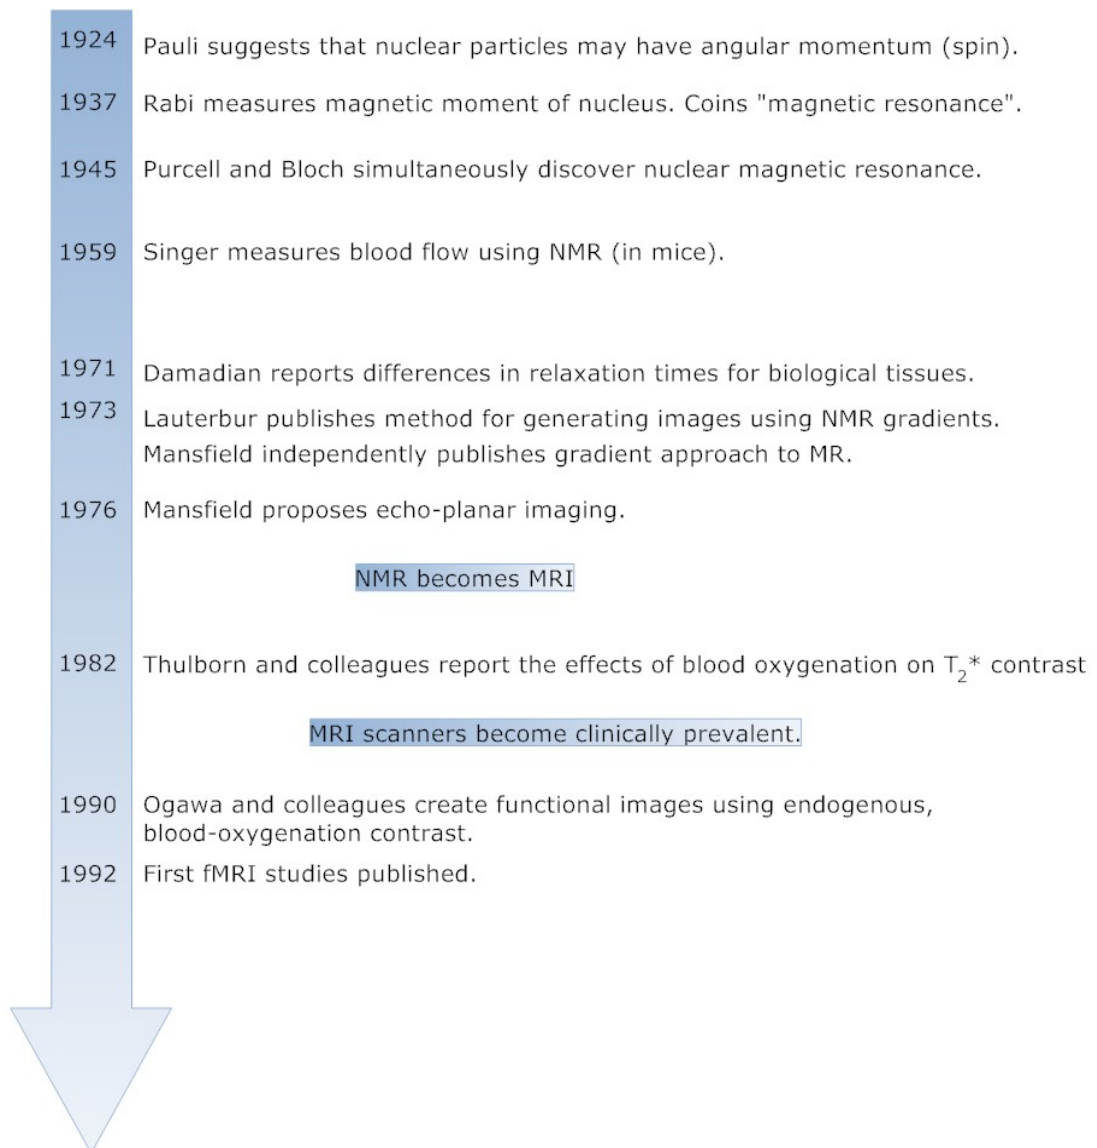 1924 Pauli suggests that nuclear particles may have angular momentum (spin).
1937 Rabi measures magnetic moment of nucleus. Coins "magnetic resonance".
1945 Purcell and Bloch simultaneously discover nuclear magnetic resonance.
1959 Singer measures blood flow using NMR (in mice).
1971 Damadian reports differences in relaxation times for biological tissues.
1973 Lauterbur publishes method for generating images using NMR gradients.
Mansfield independently publishes gradient approach to MR.
1976 Mansfield proposes echo-planar imaging.
NMR becomes MRI
1982 Thulborn and colleagues report the effects of blood oxygenation on T₂* contrast
MRI scanners become clinically prevalent.
1990 Ogawa and colleagues create functional images using endogenous,
blood-oxygenation contrast.
1992 First fMRI studies published.